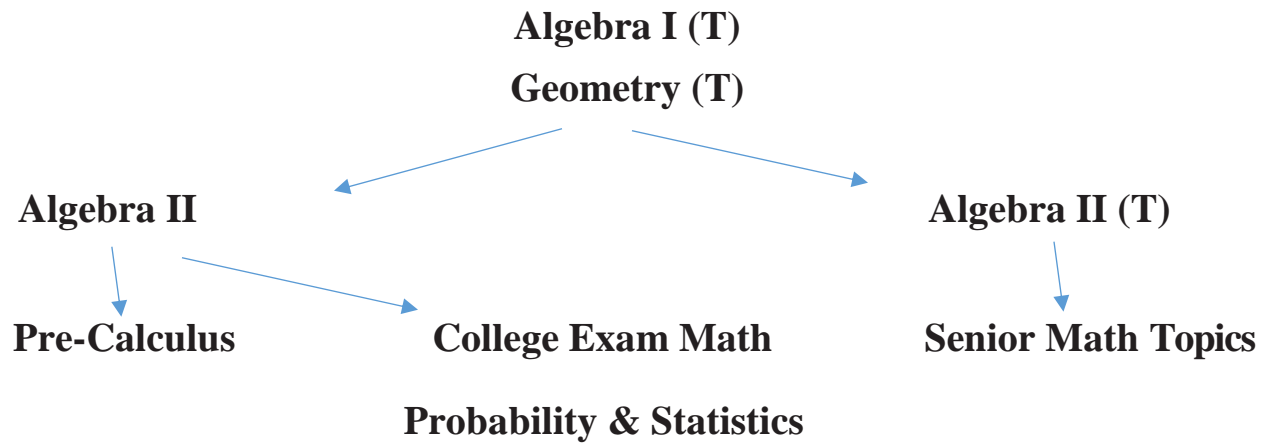 Algebra I (T)
Geometry (T)
Algebra II
Algebra II (T)
Pre-Calculus
College Exam Math
Senior Math Topics
Probability & Statistics